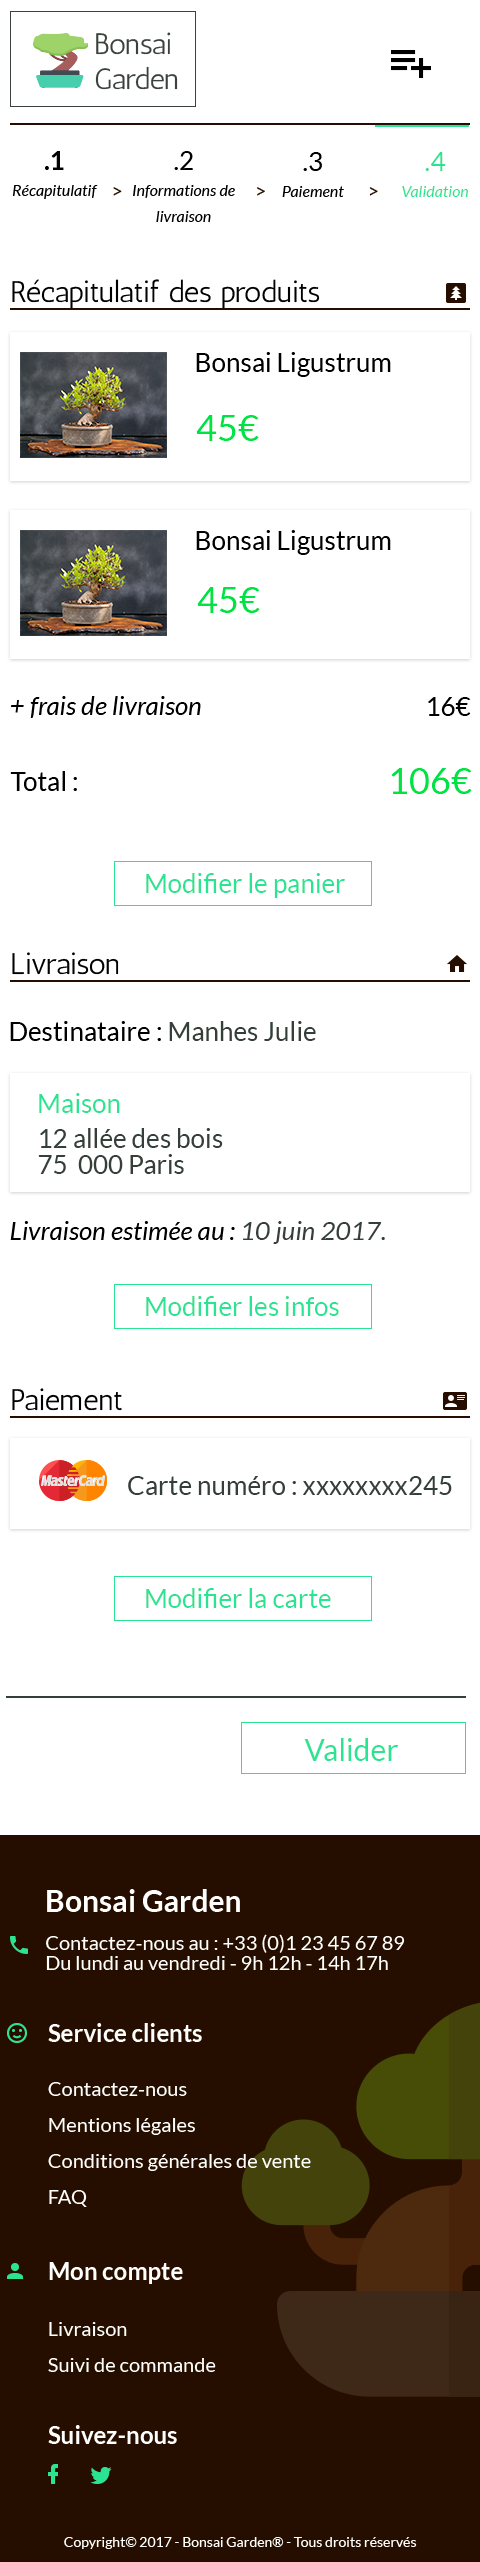 Bonsai
Garden
.1
.2
.3
.4
Récapitulatif > Informations de > Paiement > Validation
livraison
Récapitulatif des produits
Bonsai Ligustrum
45€
Bonsai Ligustrum
45€
+ frais de livraison 16€
Total : 106€
Modifier le panier
Livraison
Destinataire : Manhes Julie
Maison
12 allée des bois
75 000 Paris
Livraison estimée au : 10 juin 2017.
Modifier les infos
Paiement
MasterCard
Carte numéro : xxxxxxxx245
Modifier la carte
Valider
Bonsai Garden
Contactez-nous au : +33 (0)1 23 45 67 89
Du lundi au vendredi - 9h 12h - 14h 17h
Service clients
Contactez-nous
Mentions légales
Conditions générales de vente
FAQ
Mon compte
Livraison
Suivi de commande
Suivez-nous
Copyright© 2017 - Bonsai Garden® - Tous droits réservés